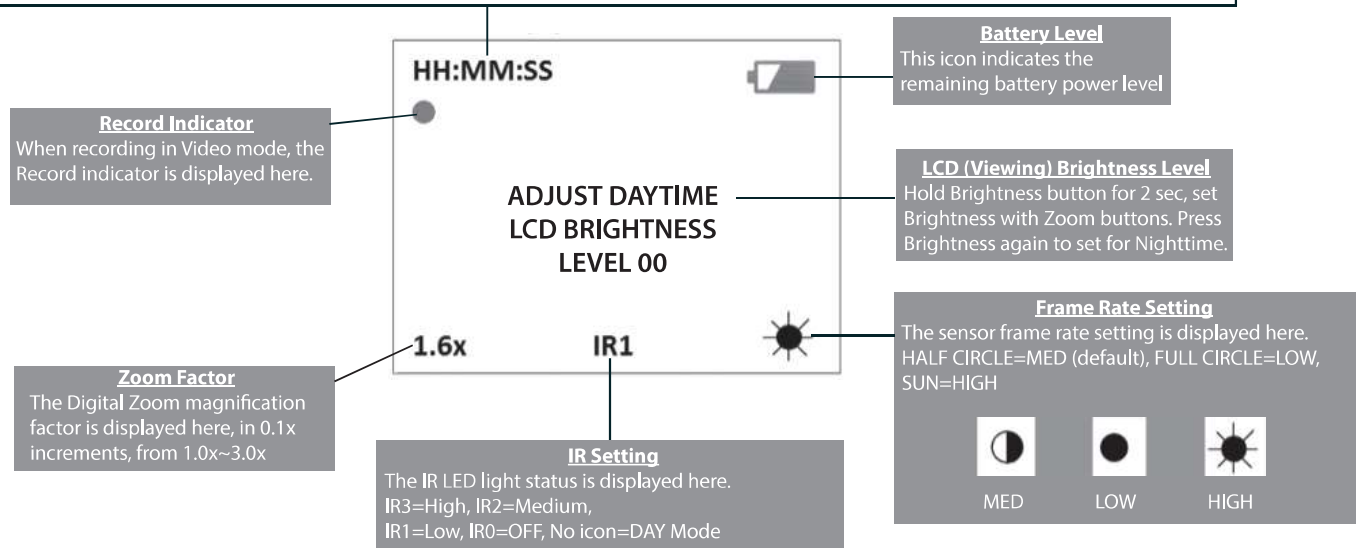 HH:MM:SS
Record Indicator
When recording in Video mode, the
Record indicator is displayed here.
Battery Level
This icon indicates the
remaining battery power level
ADJUST DAYTIME
LCD BRIGHTNESS
LEVEL 00
LCD (Viewing) Brightness Level
Hold Brightness button for 2 sec, set
Brightness with Zoom buttons. Press
Brightness again to set for Nighttime.
1.6x
IR1
Zoom Factor
The Digital Zoom magnification
factor is displayed here, in 0.1x
increments, from 1.0x~3.0x
IR Setting
The IR LED light status is displayed here.
IR3=High, IR2=Medium,
IR1=Low, IR0=OFF, No icon=DAY Mode
Frame Rate Setting
The sensor frame rate setting is displayed here.
HALF CIRCLE=MED (default), FULL CIRCLE=LOW,
SUN=HIGH
MED LOW HIGH